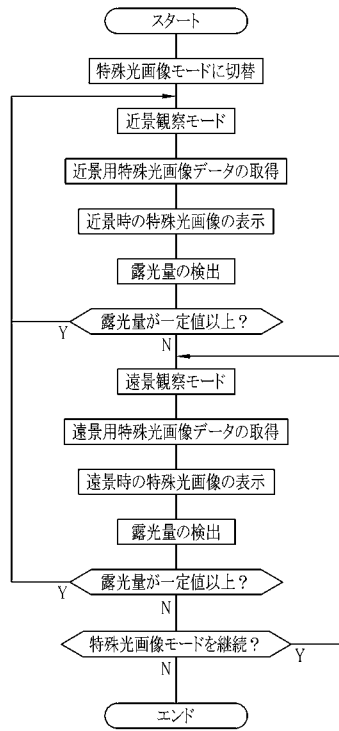 スタート
特殊光画像モードに切替
近景観察モード
近景用特殊光画像データの取得
近景時の特殊光画像の表示
露光量の検出
露光量が一定値以上?
Y
N
遠景観察モード
遠景用特殊光画像データの取得
遠景時の特殊光画像の表示
露光量の検出
露光量が一定値以上?
Y
N
特殊光画像モードを継続?
Y
N
エンド